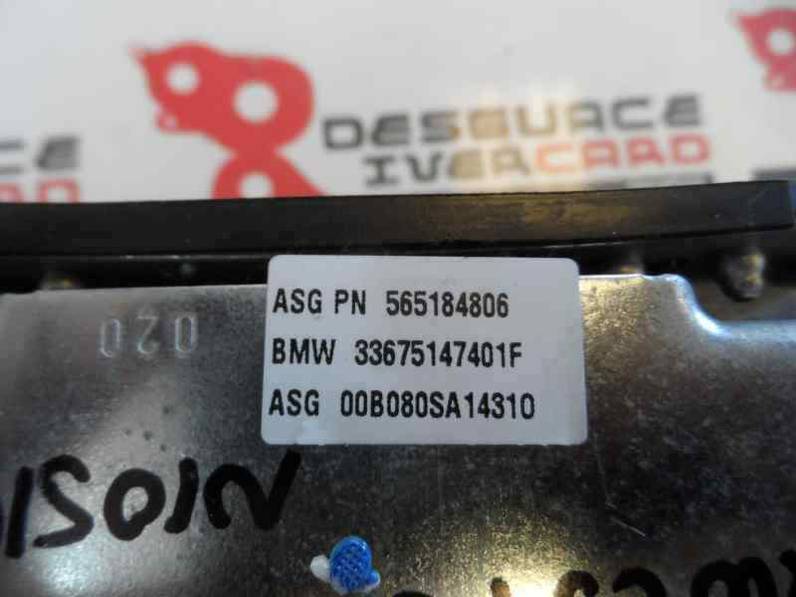 DESGUACE
IVERCARD
ASG PN 565184806
BMW 33675147401F
ASG 00B080SA14310
020